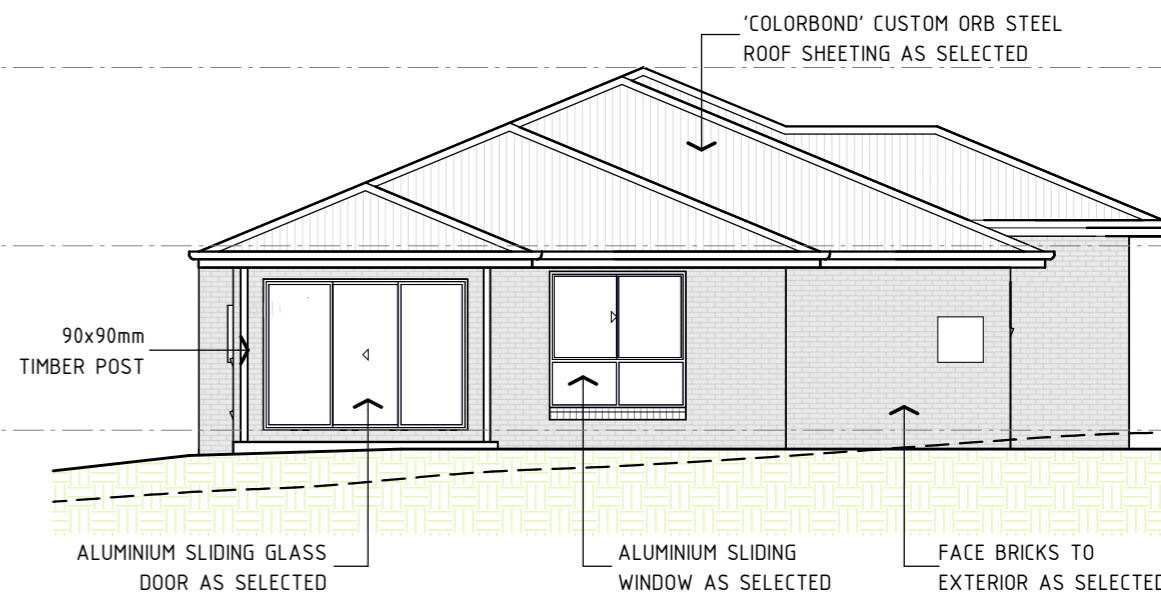 'COLORBOND' CUSTOM ORB STEEL
ROOF SHEETING AS SELECTED
90x90mm
TIMBER POST
ALUMINIUM SLIDING GLASS
DOOR AS SELECTED
ALUMINIUM SLIDING
WINDOW AS SELECTED
FACE BRICKS TO
EXTERIOR AS SELECTED